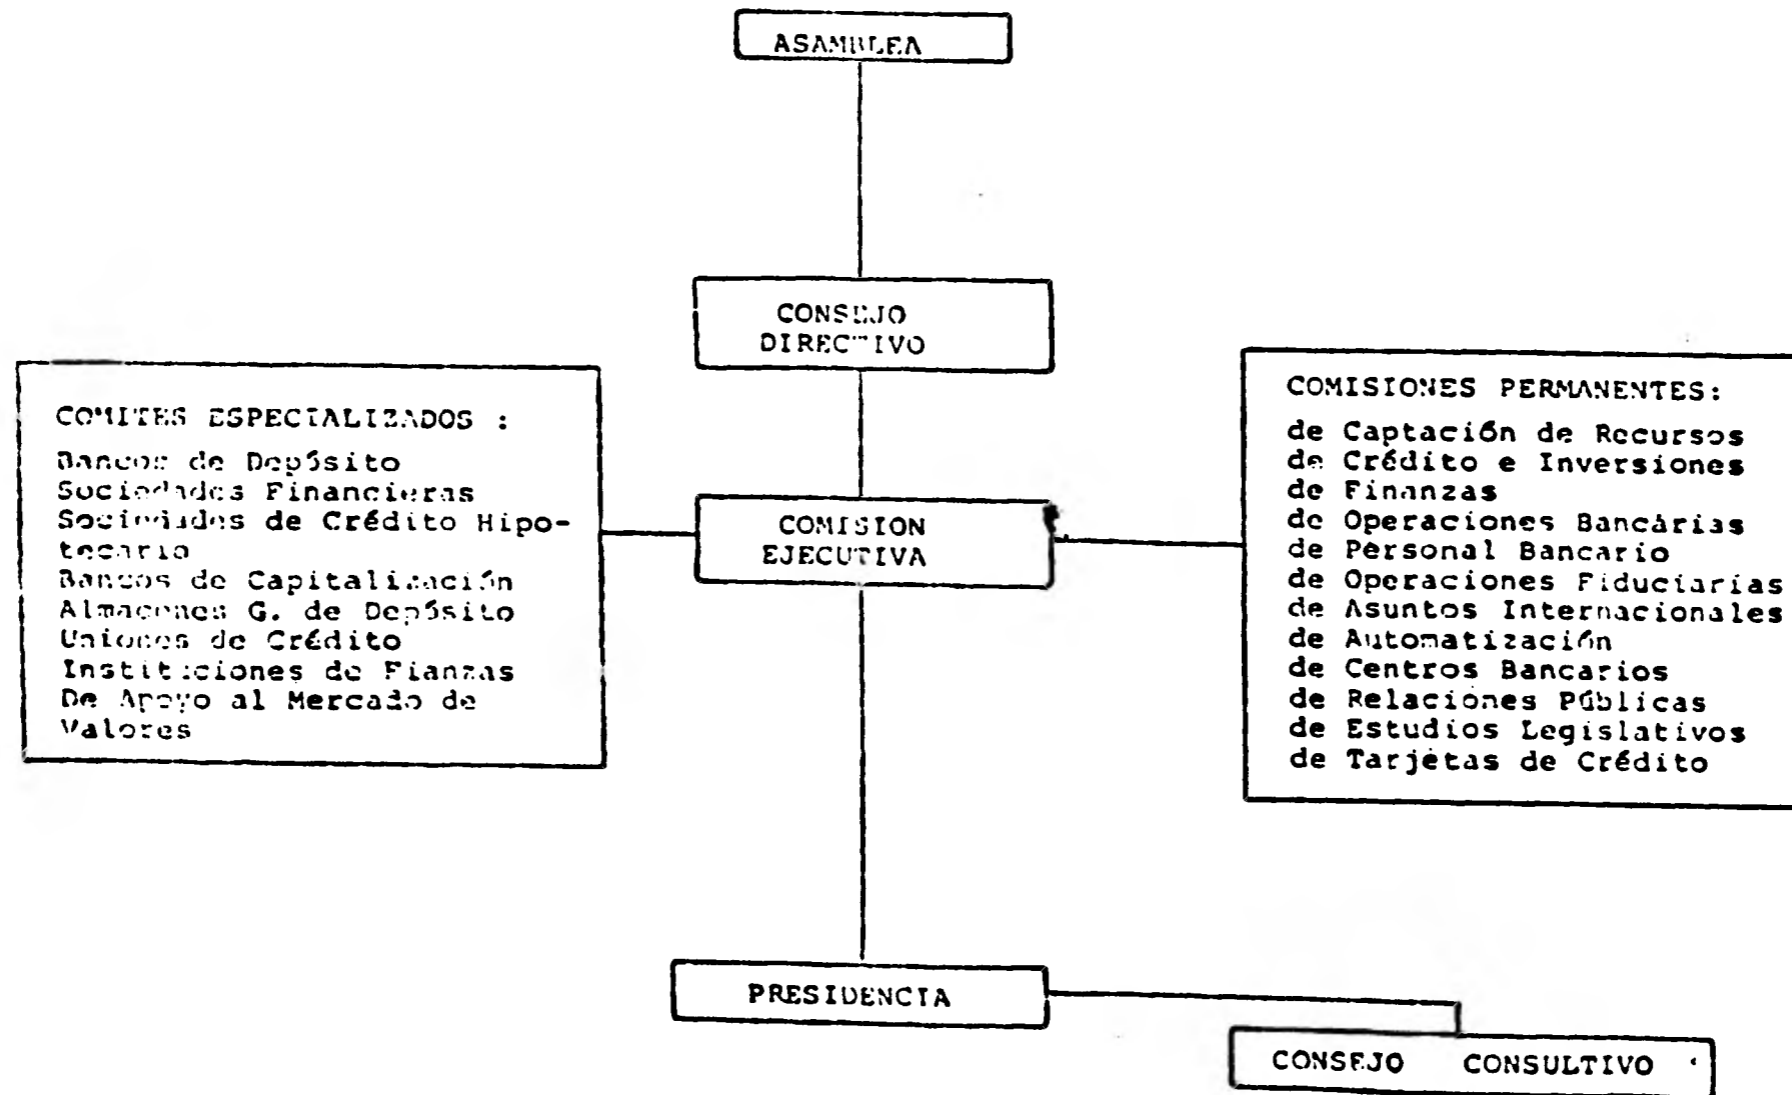 ASAMBLEA
CONSEJO
DIRECTIVO
COMITES ESPECIALIZADOS :
Bancos de Depósito
Sociedades Financieras
Sociedades de Crédito Hipo-
tecario
Bancos de Capitalización
Almacenes G. de Depósito
Uniones de Crédito
Instituciones de Fianzas
De Apoyo al Mercado de
Valores
COMISION
EJECUTIVA
COMISIONES PERMANENTES:
de Captación de Recursos
de Crédito e Inversiones
de Finanzas
de Operaciones Bancárias
de Personal Bancario
de Operaciones Fiduciarias
de Asuntos Internacionales
de Automatización
de Centros Bancarios
de Relaciones Públicas
de Estudios Legislativos
de Tarjetas de Crédito
PRESIDENCIA
CONSEJO CONSULTIVO